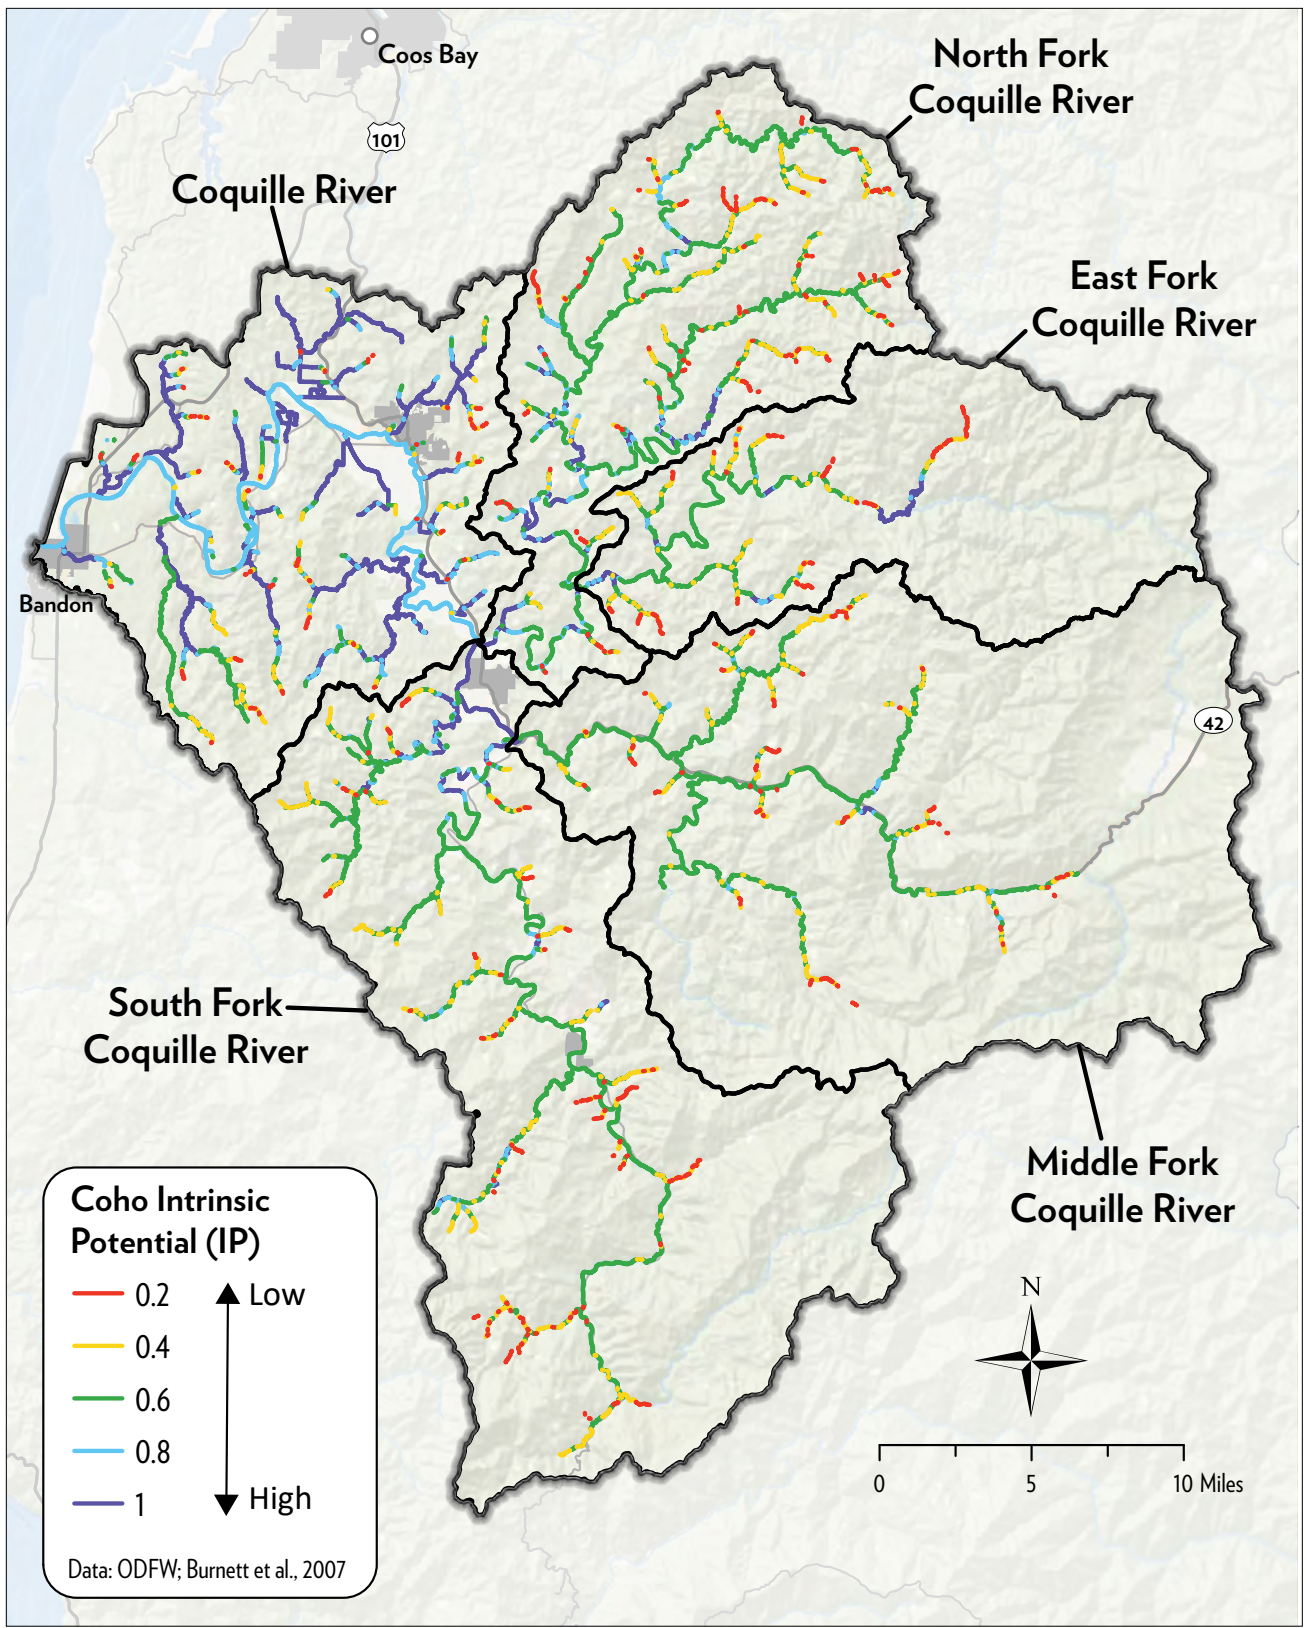 Coos Bay
North Fork
Coquille River
101
Coquille River
East Fork
Coquille River
Bandon
42
South Fork
Coquille River
Middle Fork
Coquille River
Coho Intrinsic
Potential (IP)
0.2 Low
0.4
0.6
0.8
1 High
Data: ODFW; Burnett et al., 2007
N
0 5 10 Miles